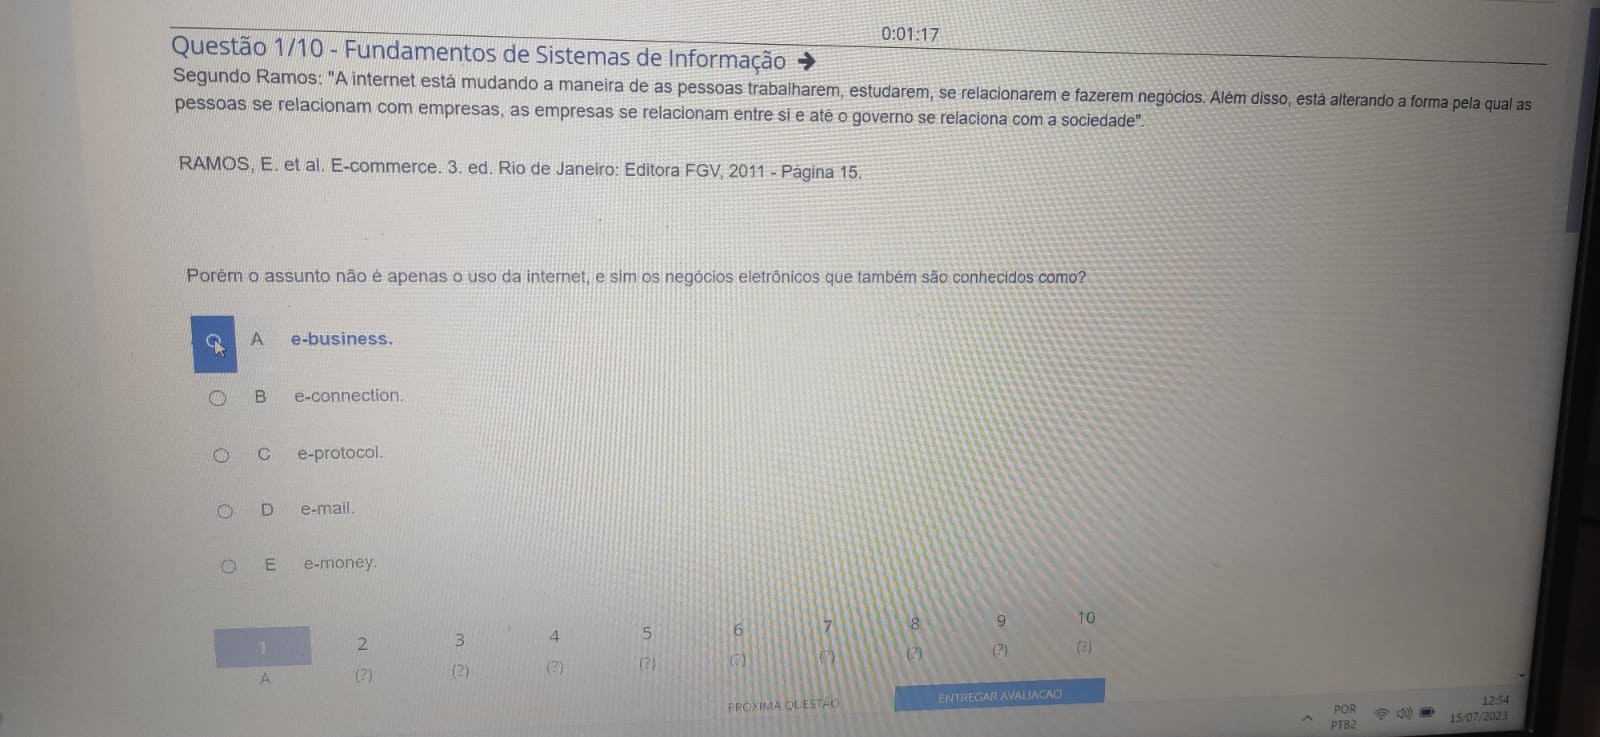 0:01:17
Questão 1/10 - Fundamentos de Sistemas de Informação ➔
Segundo Ramos: "A internet está mudando a maneira de as pessoas trabalharem, estudarem, se relacionarem e fazerem negócios. Além disso, está alterando a forma pela qual as
pessoas se relacionam com empresas, as empresas se relacionam entre si e até o governo se relaciona com a sociedade".
RAMOS, E. et al. E-commerce. 3. ed. Rio de Janeiro: Editora FGV, 2011 - Página 15.
Porém o assunto não é apenas o uso da internet, e sim os negócios eletrônicos que também são conhecidos como?
A e-business.
B e-connection.
C e-protocol.
D e-mail.
E e-money.
1 2 3 4 5 6 7 8 9 10
A (?) (?) (?) (?) (?) (?) (?) (?) (?)
PROXIMA QUESTÃO ENTREGAR AVALIACAO
POR 12:54
PTB2 15/07/2023